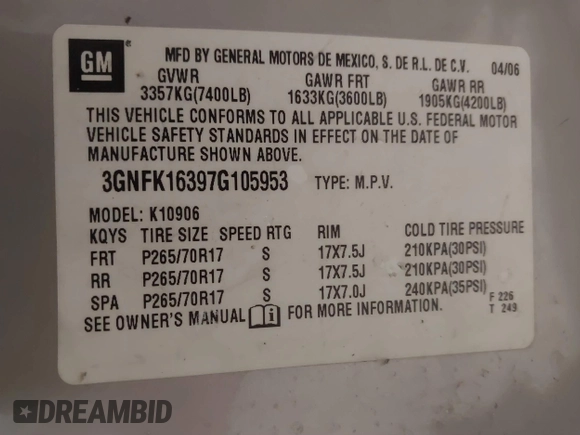 GM
MFD BY GENERAL MOTORS DE MEXICO, S. DE R.L. DE C.V. 04/06
GVWR GAWR FRT GAWR RR
3357KG(7400LB) 1633KG(3600LB) 1905KG(4200LB)
THIS VEHICLE CONFORMS TO ALL APPLICABLE U.S. FEDERAL MOTOR
VEHICLE SAFETY STANDARDS IN EFFECT ON THE DATE OF
MANUFACTURE SHOWN ABOVE.
3GNFK16397G105953 TYPE: M.P.V.
MODEL: K10906
KQYS TIRE SIZE SPEED RTG RIM COLD TIRE PRESSURE
FRT P265/70R17 S 17X7.5J 210KPA(30PSI)
RR P265/70R17 S 17X7.5J 210KPA(30PSI)
SPA P265/70R17 S 17X7.0J 240KPA(35PSI)
F 226
T 249
SEE OWNER'S MANUAL i FOR MORE INFORMATION.
DREAMBID